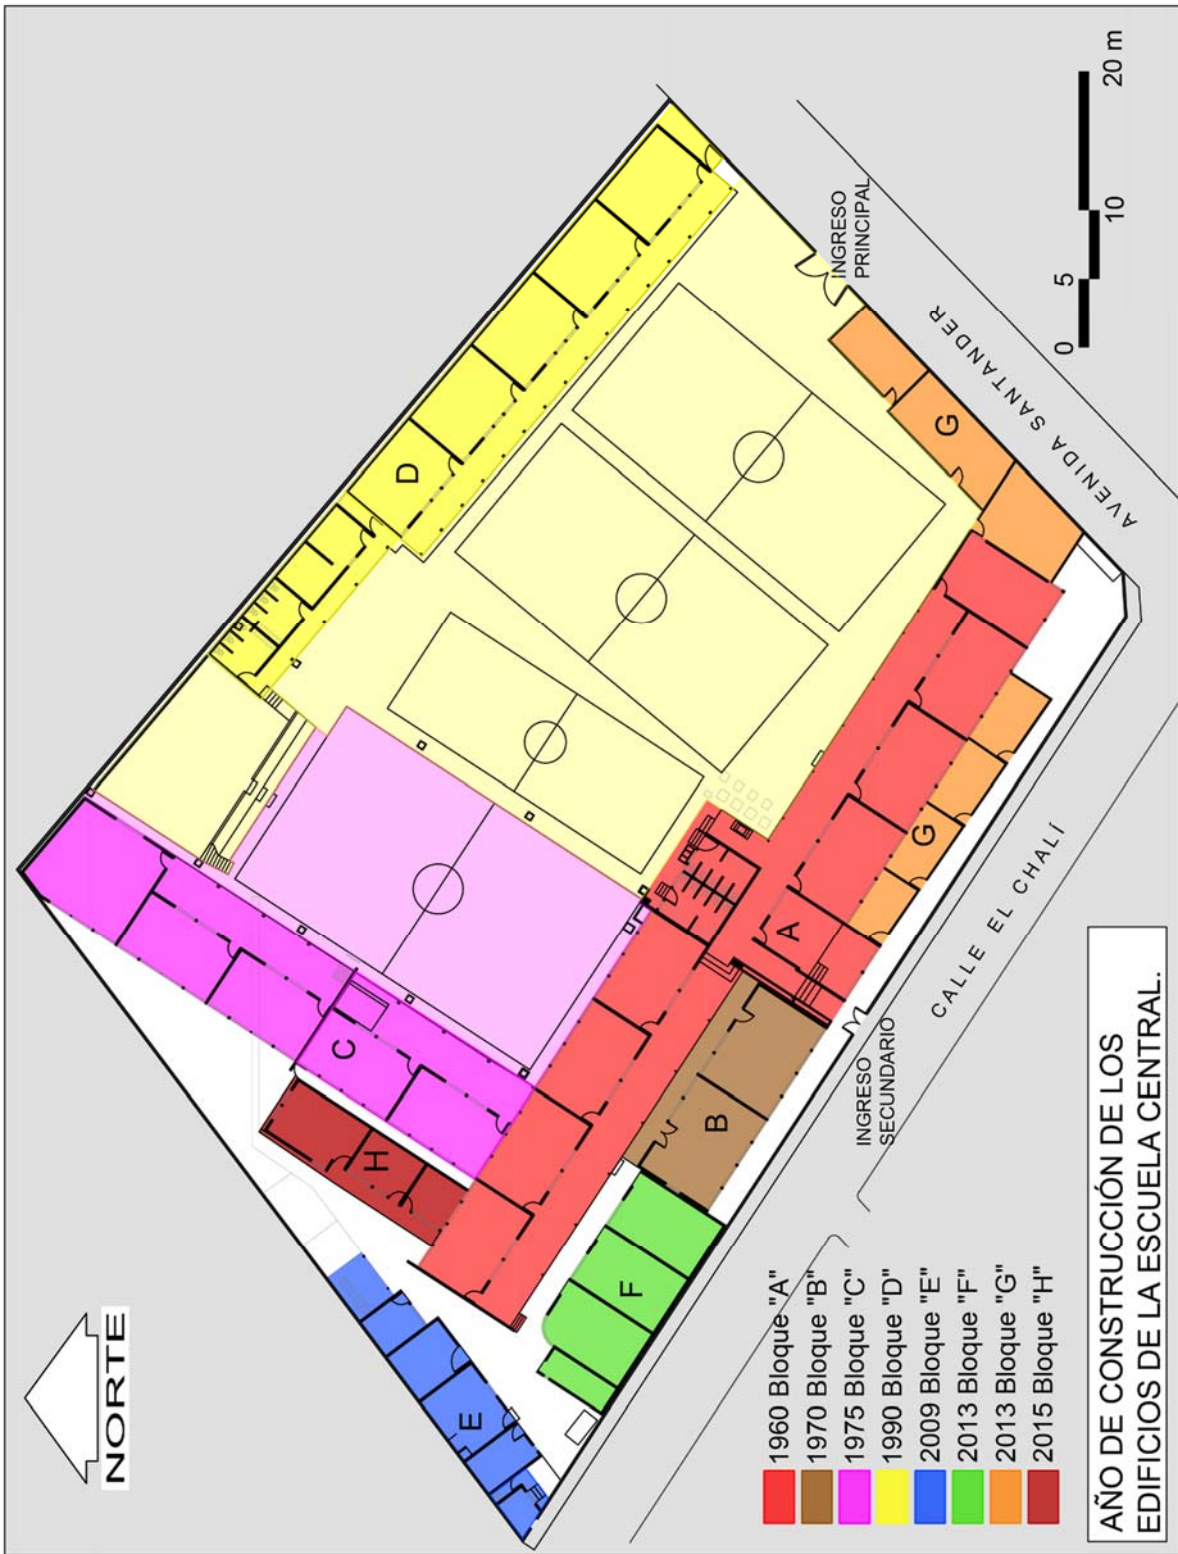 NORTE
D
C
H
E
F
B
A
G
G
INGRESO
PRINCIPAL
AVENIDA SANTANDER
CALLE EL CHALÍ
INGRESO
SECUNDARIO
0 5 10 20 m
1960 Bloque "A"
1970 Bloque "B"
1975 Bloque "C"
1990 Bloque "D"
2009 Bloque "E"
2013 Bloque "F"
2013 Bloque "G"
2015 Bloque "H"
AÑO DE CONSTRUCCIÓN DE LOS
EDIFICIOS DE LA ESCUELA CENTRAL.